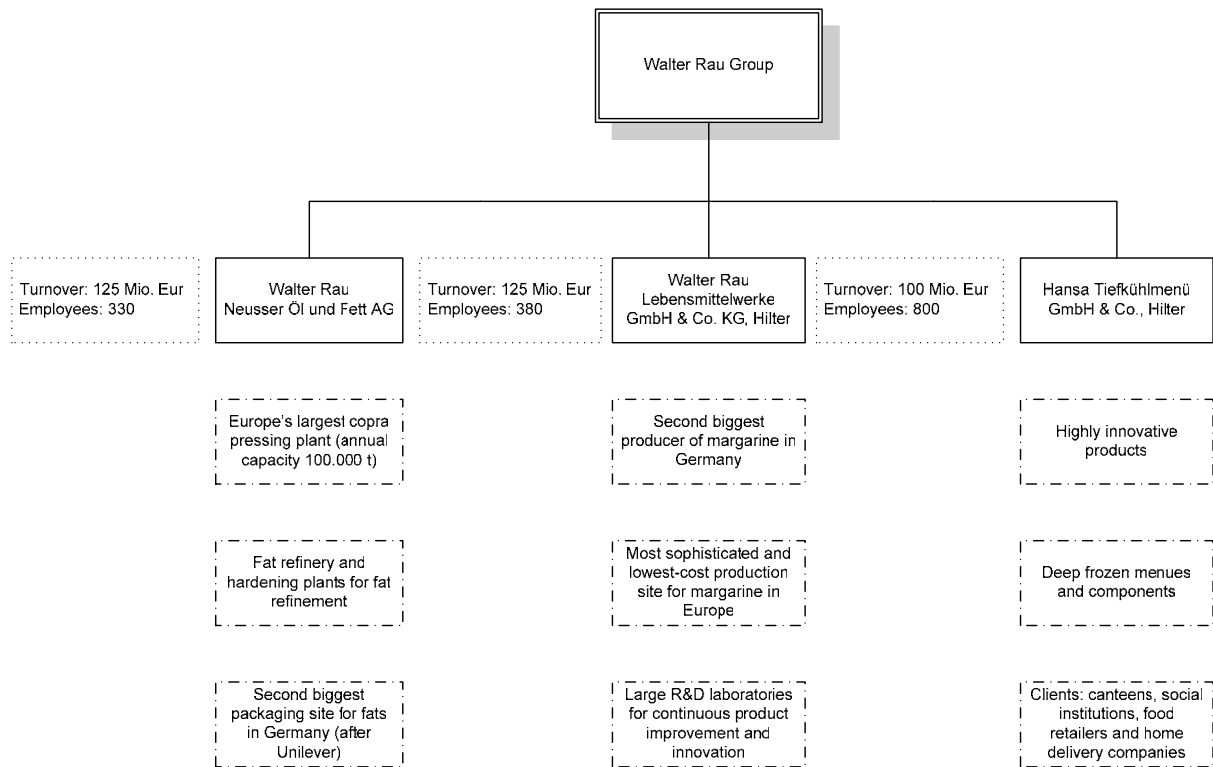 Walter Rau Group
Turnover: 125 Mio. Eur
Employees: 330
Walter Rau
Neusser Öl und Fett AG
Turnover: 125 Mio. Eur
Employees: 380
Walter Rau
Lebensmittelwerke
GmbH & Co. KG, Hilter
Turnover: 100 Mio. Eur
Employees: 800
Hansa Tiefkühlmenü
GmbH & Co., Hilter
Europe's largest copra
pressing plant (annual
capacity 100.000 t)
Second biggest
producer of margarine in
Germany
Highly innovative
products
Fat refinery and
hardening plants for fat
refinement
Most sophisticated and
lowest-cost production
site for margarine in
Europe
Deep frozen menues
and components
Second biggest
packaging site for fats
in Germany (after
Unilever)
Large R&D laboratories
for continuous product
improvement and
innovation
Clients: canteens, social
institutions, food
retailers and home
delivery companies